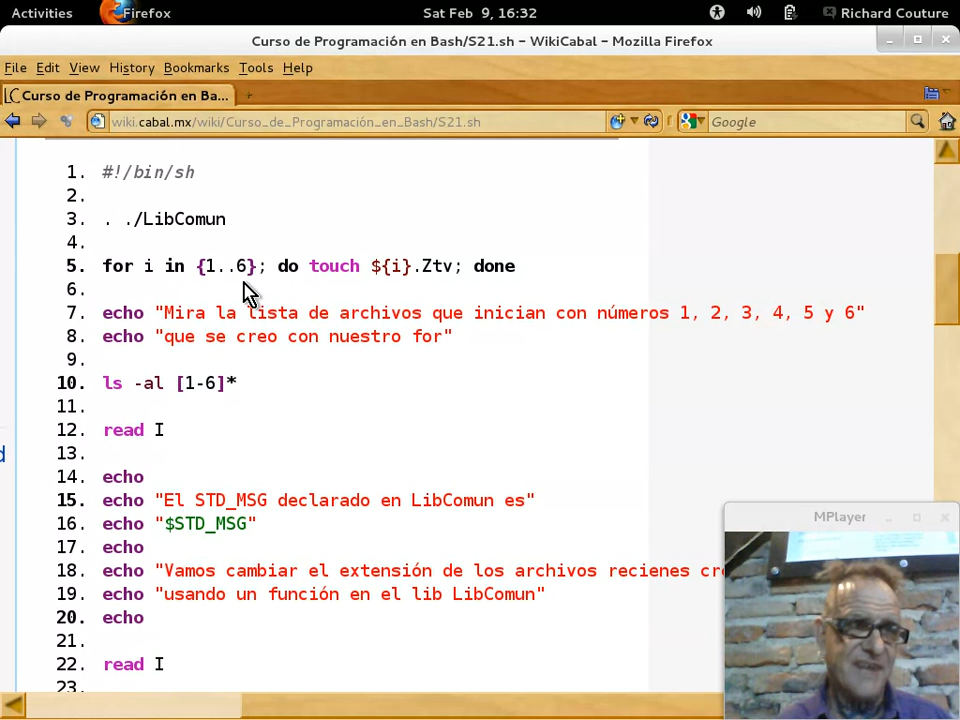 Activities Firefox Sat Feb 9, 16:32 Richard Couture
Curso de Programación en Bash/S21.sh - WikiCabal - Mozilla Firefox
File Edit View History Bookmarks Tools Help
Curso de Programación en Ba...
wiki.cabal.mx/wiki/Curso_de_Programación_en_Bash/S21.sh Google
1. #!/bin/sh
2.
3. . ./LibComun
4.
5. for i in {1..6}; do touch ${i}.Ztv; done
6.
7. echo "Mira la lista de archivos que inician con números 1, 2, 3, 4, 5 y 6"
8. echo "que se creo con nuestro for"
9.
10. ls -al [1-6]*
11.
12. read I
13.
14. echo
15. echo "El STD_MSG declarado en LibComun es"
16. echo "$STD_MSG"
17. echo
18. echo "Vamos cambiar el extensión de los archivos recienes cre
19. echo "usando un función en el lib LibComun"
20. echo
21.
22. read I
23.
d
MPlayer